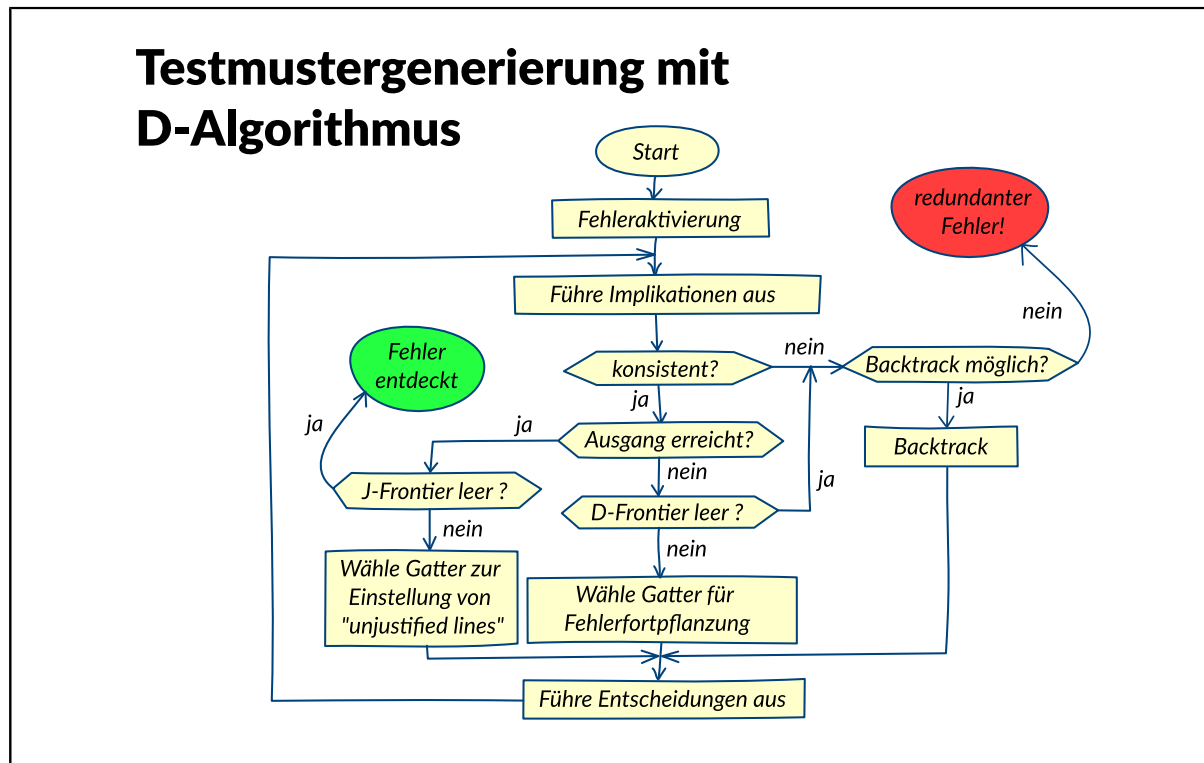 Testmustergenerierung mit
D-Algorithmus
Start
redundanter
Fehler!
Fehleraktivierung
Führe Implikationen aus
nein
Fehler
entdeckt
konsistent?
nein
Backtrack möglich?
ja
ja
ja
ja
Ausgang erreicht?
Backtrack
nein
ja
J-Frontier leer ?
D-Frontier leer ?
nein
nein
Wähle Gatter zur
Einstellung von
"unjustified lines"
Wähle Gatter für
Fehlerfortpflanzung
Führe Entscheidungen aus